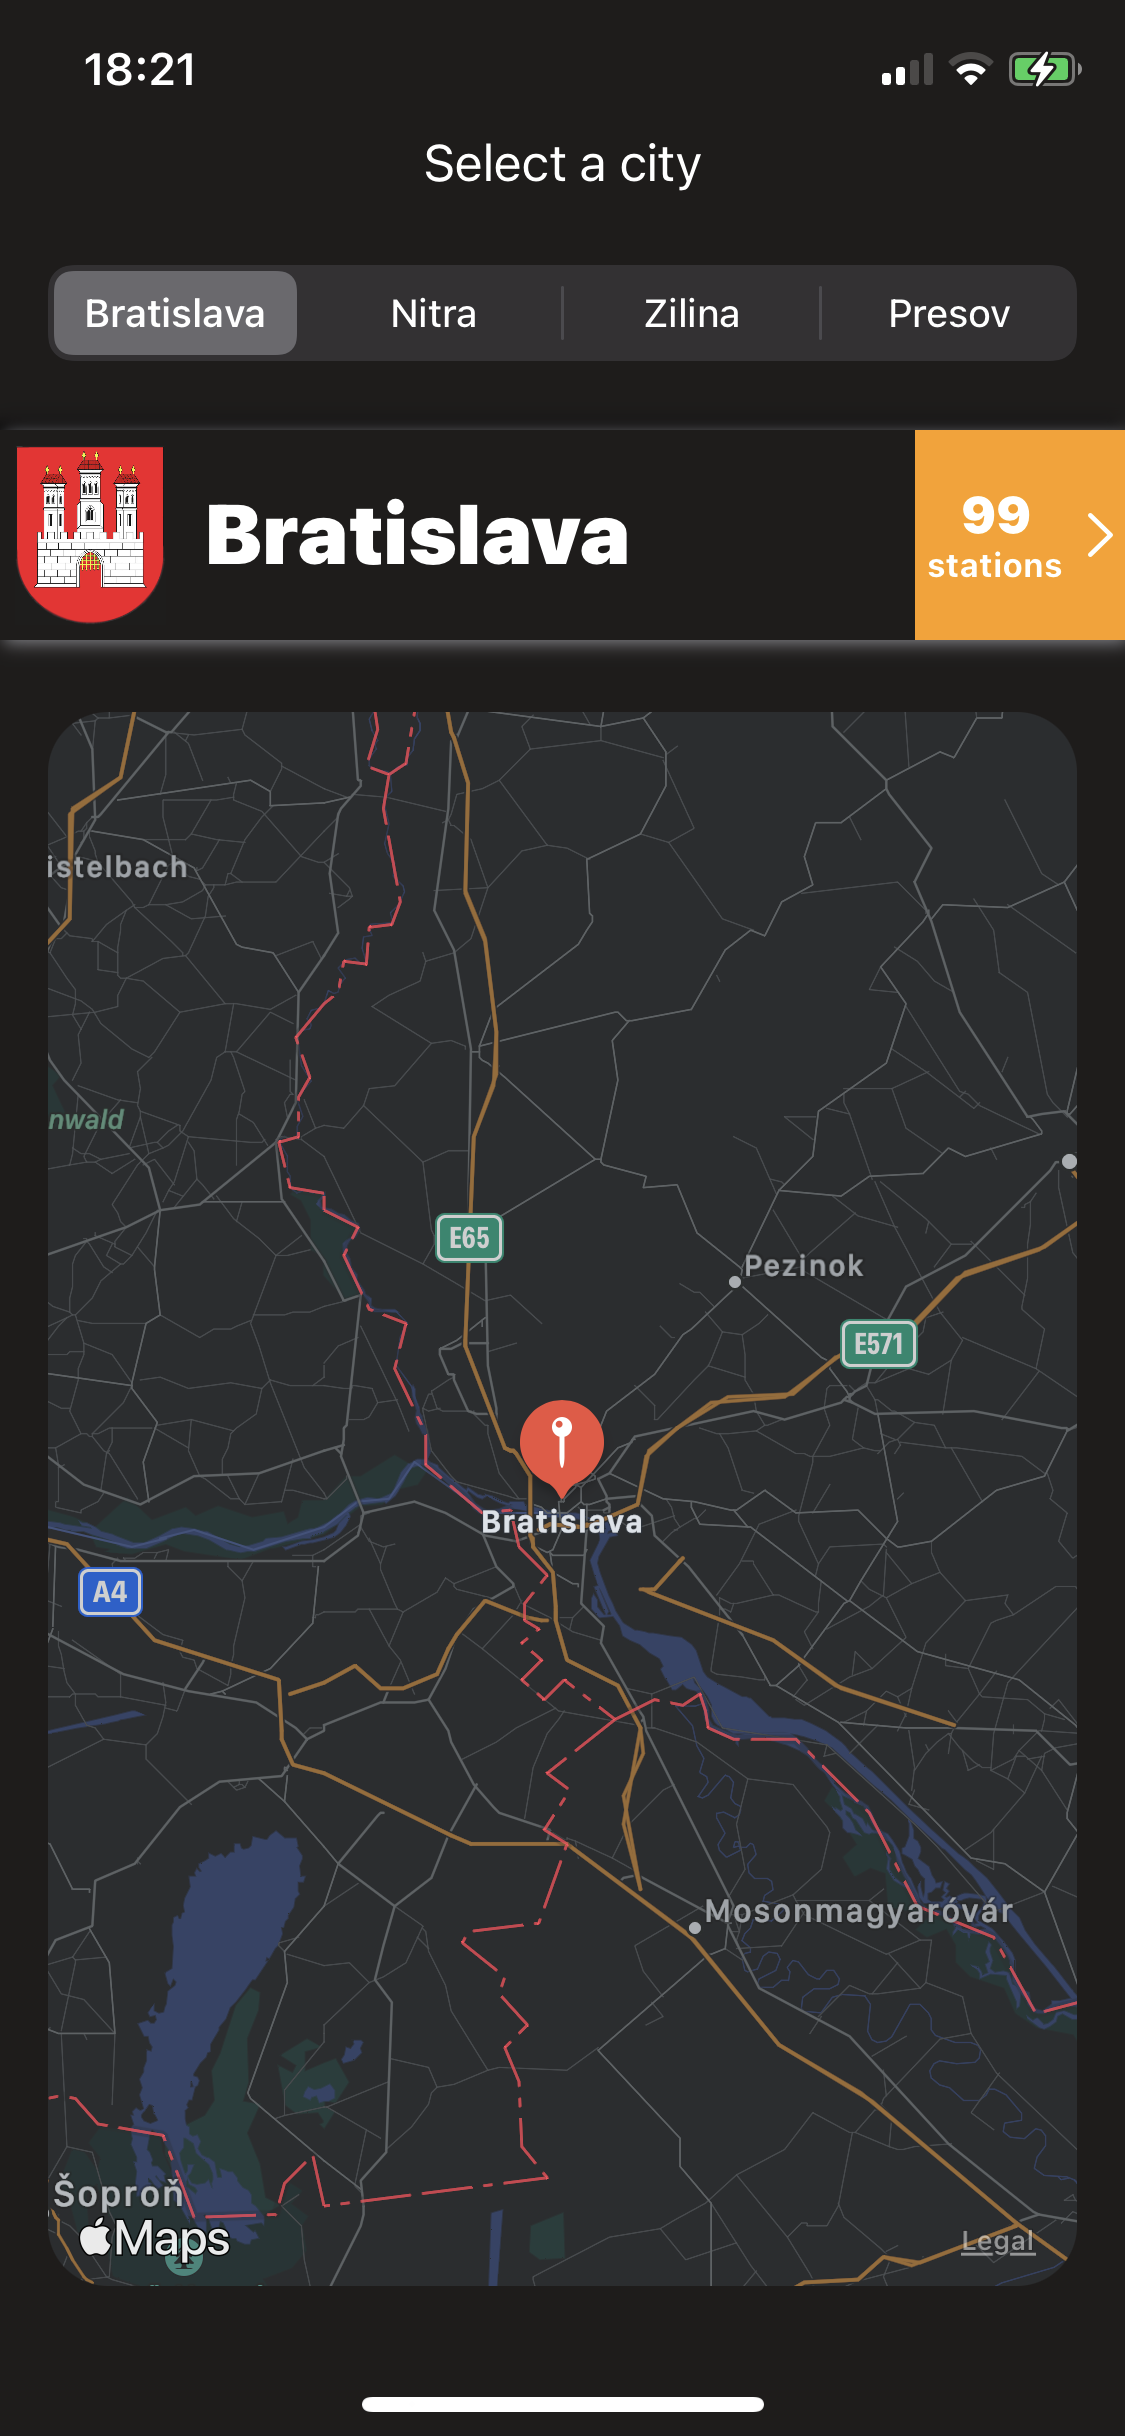 18:21
Select a city
Bratislava
Nitra
Zilina
Presov
Bratislava
99
stations
istelbach
nwald
E65
Pezinok
E571
Bratislava
A4
Mosonmagyaróvár
Šoproň
Maps
Legal